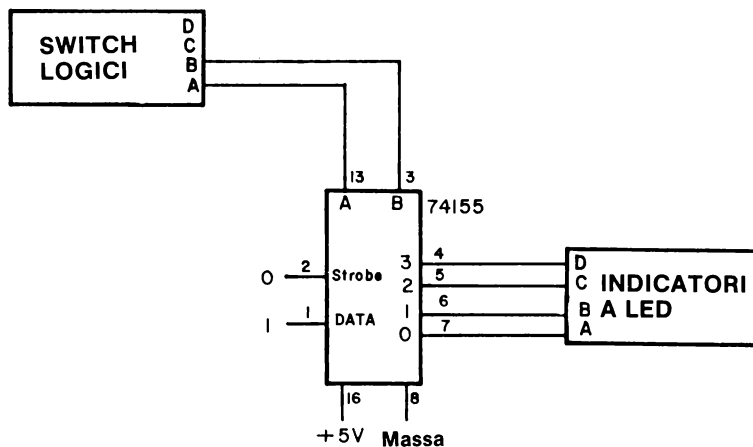 SWITCH
LOGICI
D
C
B
A
13
3
A
B
74155
0
2
Strobe
1
1
DATA
3
4
2
5
1
6
0
7
D
C
B
A
INDICATORI
A LED
16
8
+5V
Massa